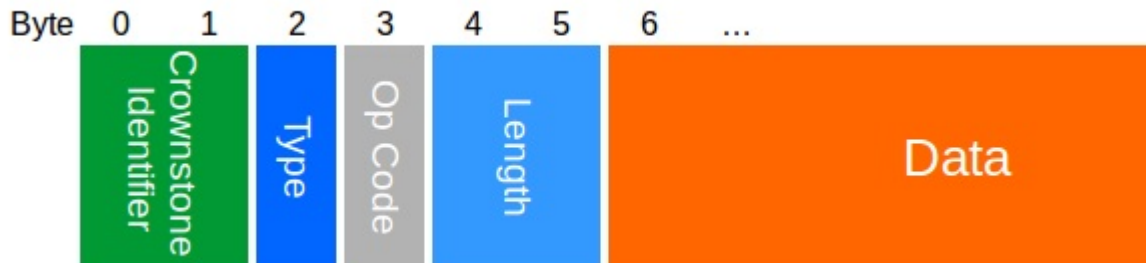 Byte 0 1 2 3 4 5 6 ...
Crownstone
Identifier
Type
Op Code
Length
Data